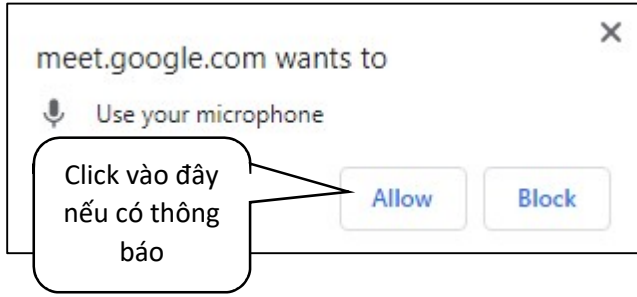 meet.google.com wants to
Use your microphone
Click vào đây
nếu có thông
báo
Allow
Block